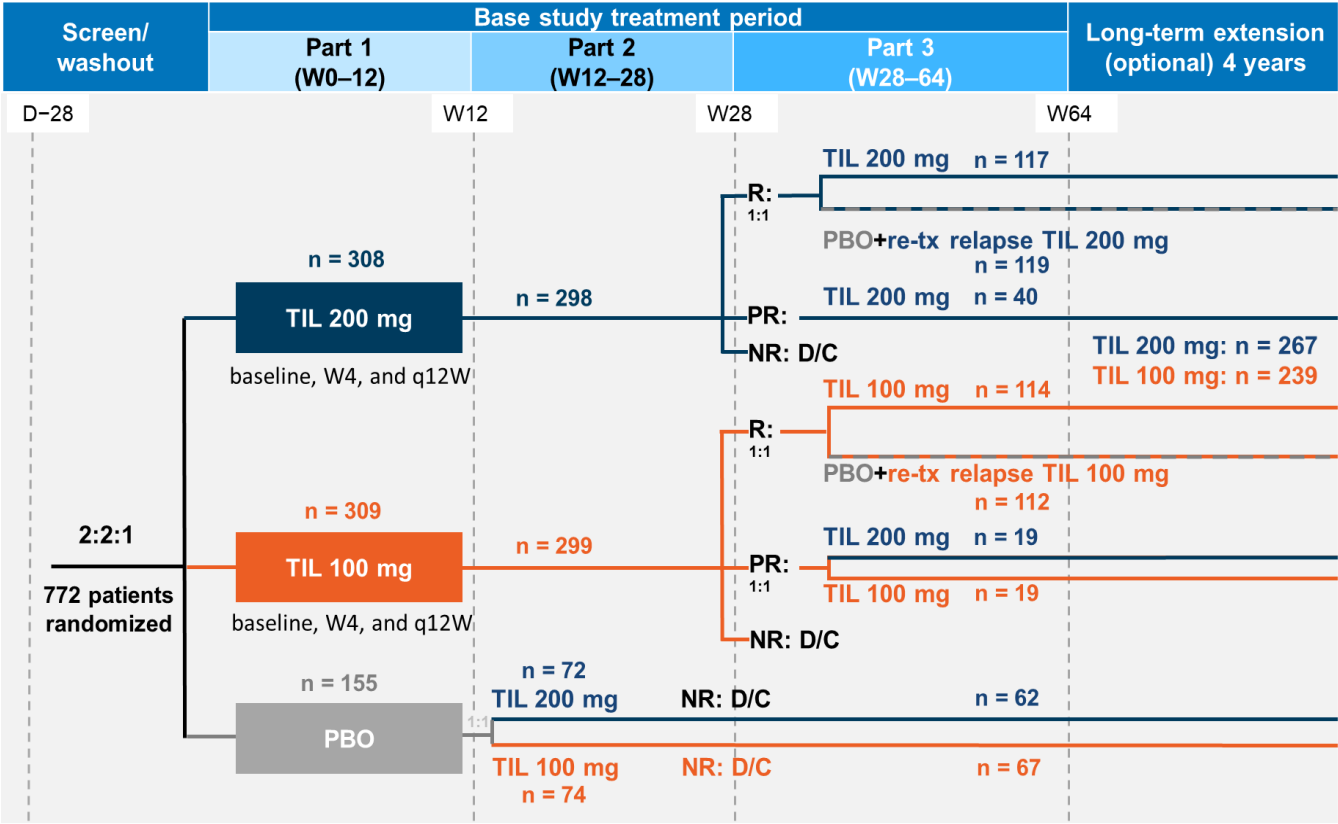 Screen/
washout
Base study treatment period
Part 1
(W0–12)
Part 2
(W12–28)
Part 3
(W28–64)
Long-term extension
(optional) 4 years
D−28
W12
W28
W64
TIL 200 mg n = 117
R:
1:1
PBO+re-tx relapse TIL 200 mg
n = 119
n = 308
TIL 200 mg
baseline, W4, and q12W
n = 298
TIL 200 mg n = 40
PR:
NR: D/C
TIL 200 mg: n = 267
TIL 100 mg: n = 239
TIL 100 mg n = 114
R:
1:1
PBO+re-tx relapse TIL 100 mg
n = 112
2:2:1
772 patients
randomized
n = 309
TIL 100 mg
baseline, W4, and q12W
n = 299
TIL 200 mg n = 19
PR:
1:1
TIL 100 mg n = 19
NR: D/C
n = 155
PBO
1:1
n = 72
TIL 200 mg NR: D/C n = 62
TIL 100 mg NR: D/C n = 67
n = 74